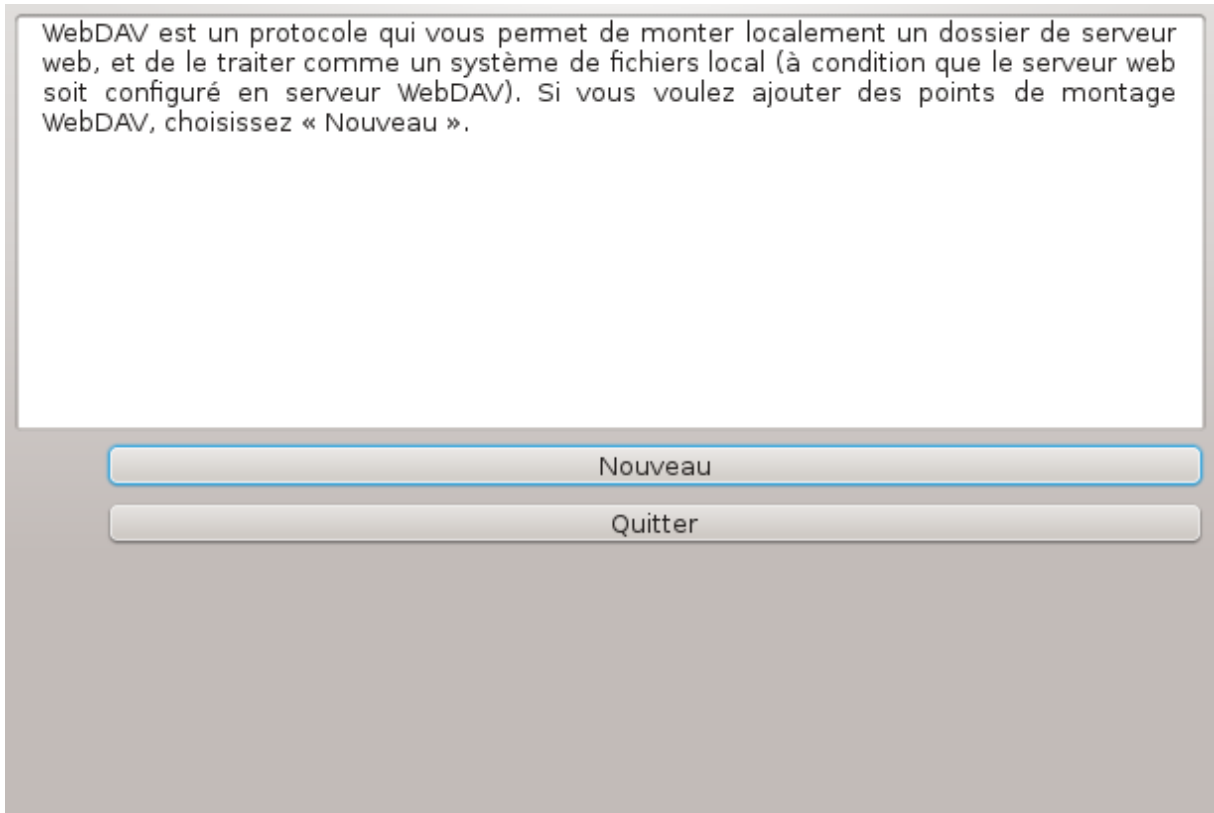 WebDAV est un protocole qui vous permet de monter localement un dossier de serveur
web, et de le traiter comme un système de fichiers local (à condition que le serveur web
soit configuré en serveur WebDAV). Si vous voulez ajouter des points de montage
WebDAV, choisissez « Nouveau ».
Nouveau
Quitter